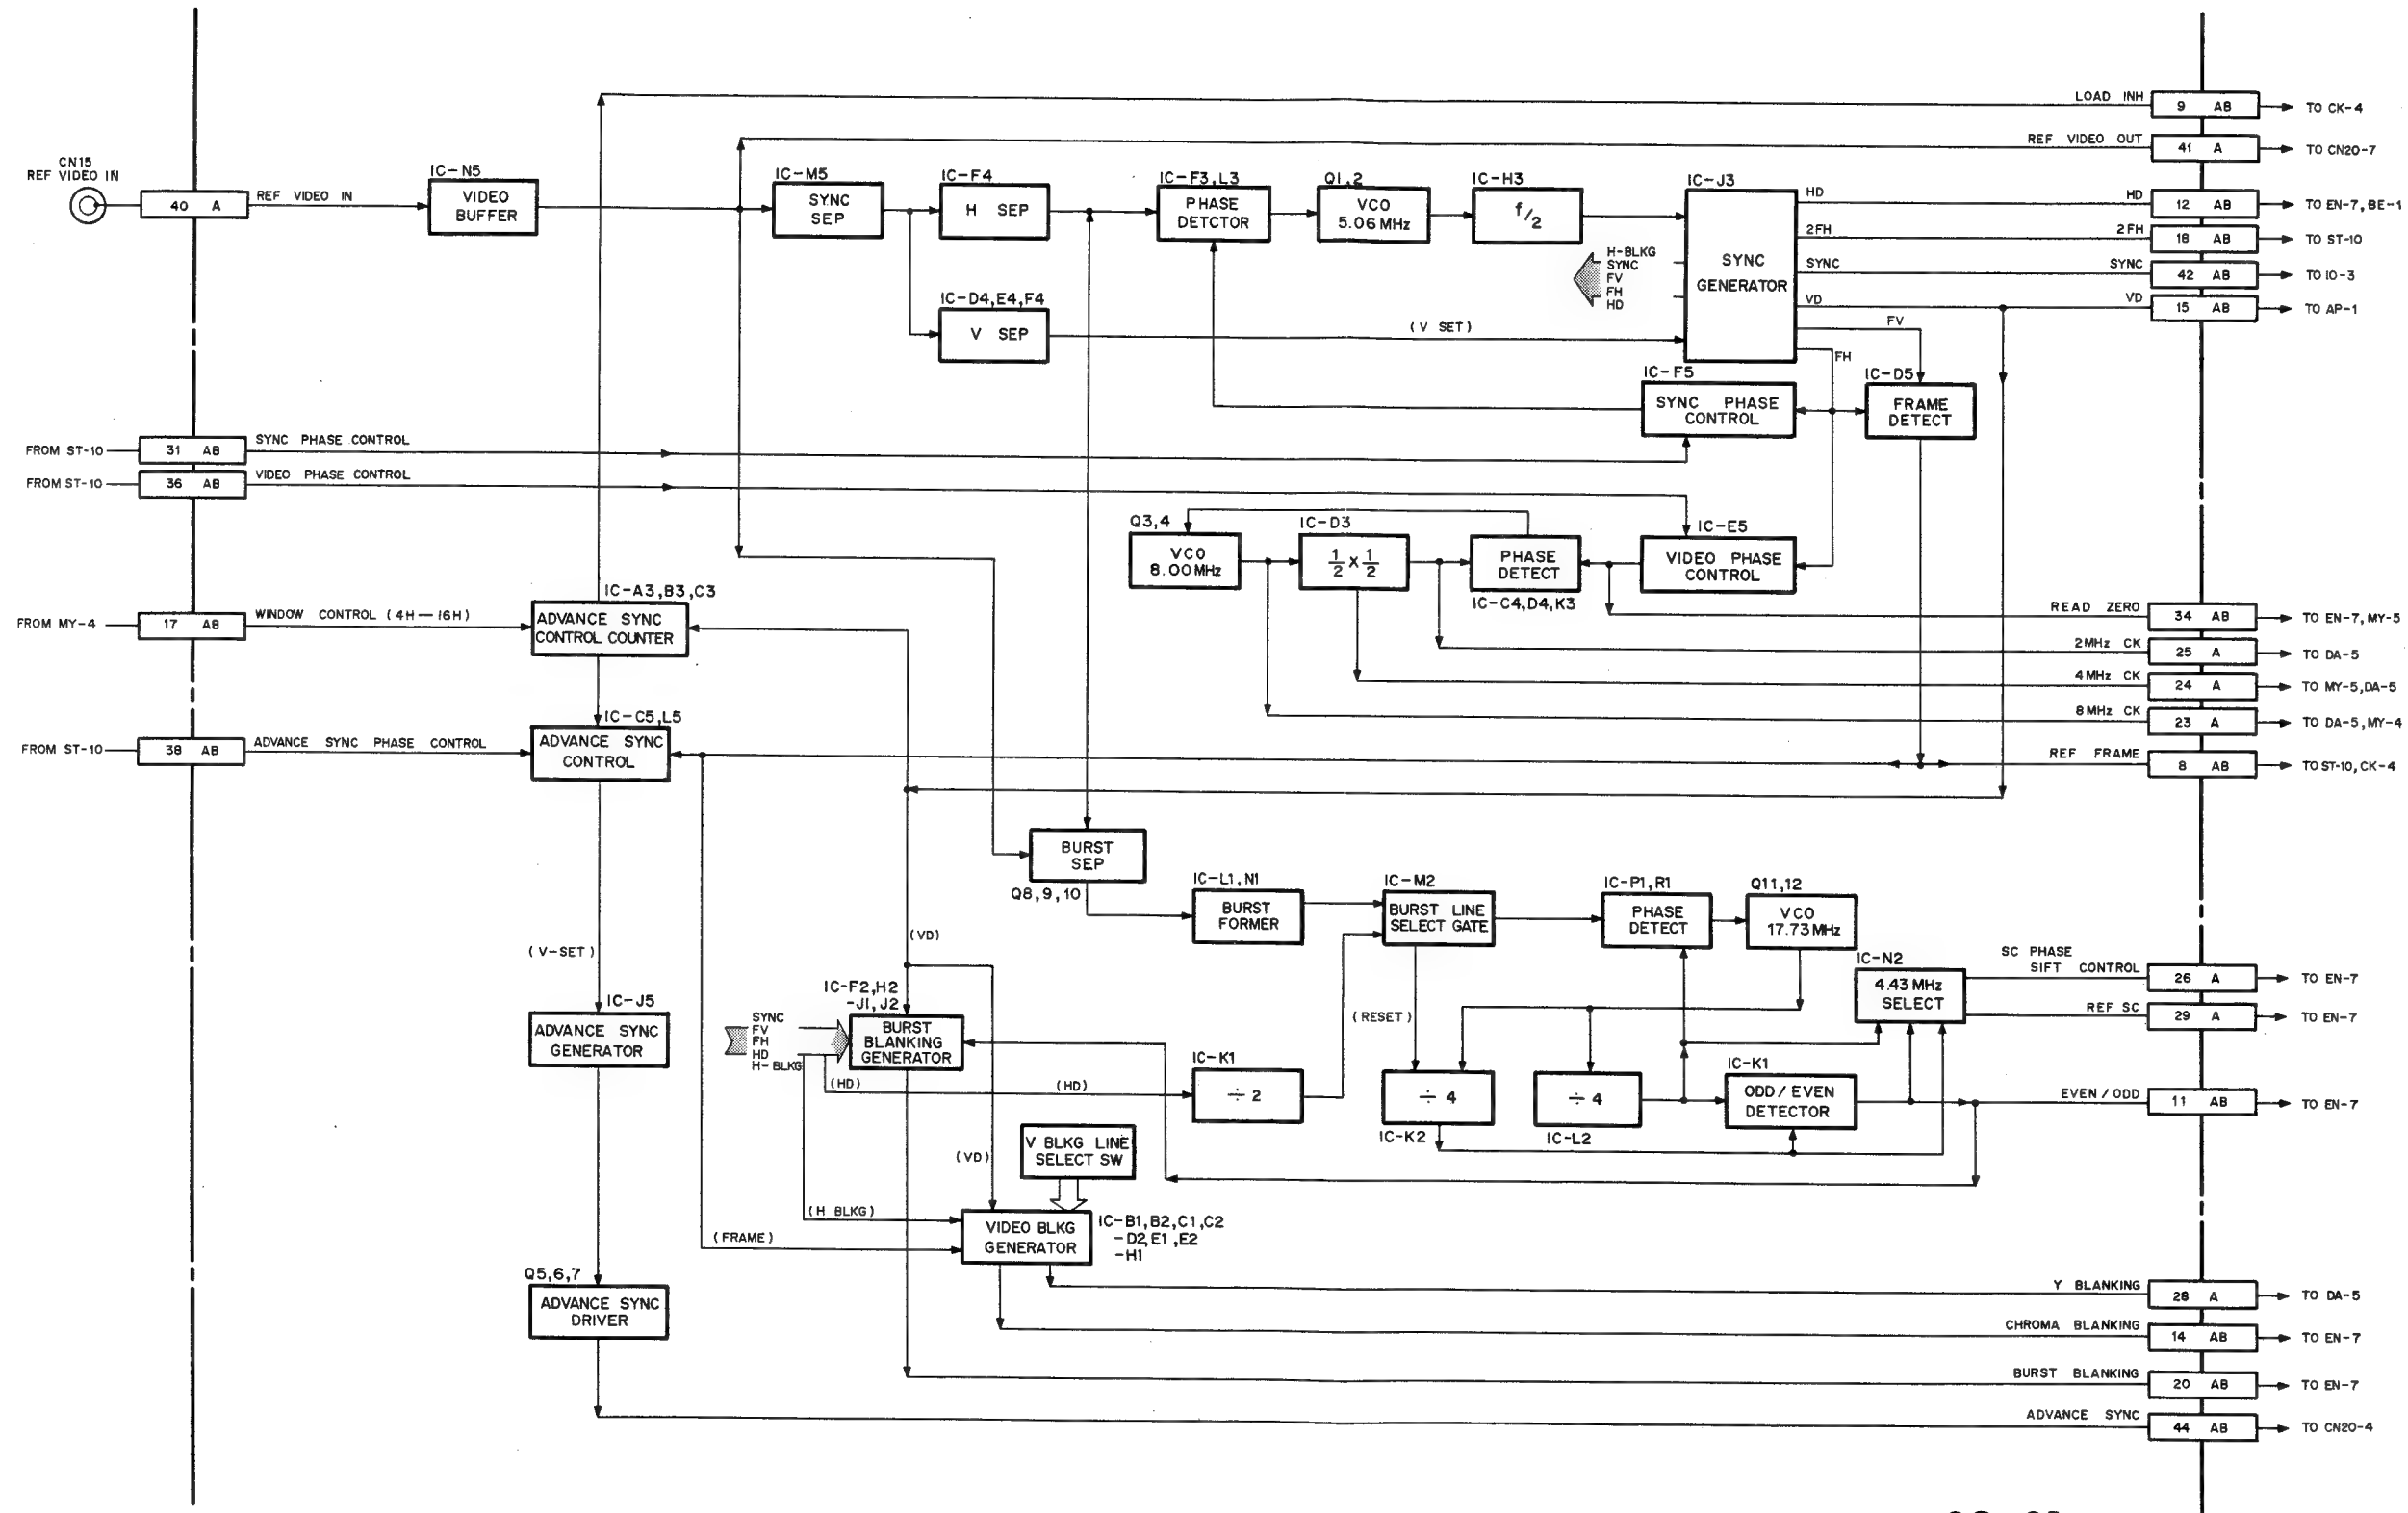 LOAD INH
9 AB
TO CK-4
REF VIDEO OUT
41 A
TO CN20-7
CN15
REF VIDEO IN
40 A
REF VIDEO IN
IC-N5
VIDEO
BUFFER
IC-M5
SYNC
SEP
IC-F4
H SEP
IC-F3,L3
PHASE
DETCTOR
Q1,2
VCO
5.06MHz
IC-H3
f/2
IC-J3
SYNC
GENERATOR
H-BLKG
SYNC
FV
FH
HD
HD
HD
12 AB
TO EN-7,BE-1
2FH
2FH
18 AB
TO ST-10
SYNC
SYNC
42 AB
TO IO-3
VD
VD
15 AB
TO AP-1
FV
FH
IC-D4,E4,F4
V SEP
(V SET)
IC-F5
SYNC PHASE
CONTROL
IC-D5
FRAME
DETECT
FROM ST-10
31 AB
SYNC PHASE CONTROL
FROM ST-10
36 AB
VIDEO PHASE CONTROL
Q3,4
VCO
8.00MHz
IC-D3
1/2 x 1/2
PHASE
DETECT
IC-C4,D4,K3
IC-E5
VIDEO PHASE
CONTROL
FROM MY-4
17 AB
WINDOW CONTROL (4H—16H)
IC-A3,B3,C3
ADVANCE SYNC
CONTROL COUNTER
READ ZERO
34 AB
TO EN-7,MY-5
2MHz CK
25 A
TO DA-5
4MHz CK
24 A
TO MY-5,DA-5
8MHz CK
23 A
TO DA-5,MY-4
FROM ST-10
38 AB
ADVANCE SYNC PHASE CONTROL
IC-C5,L5
ADVANCE SYNC
CONTROL
REF FRAME
8 AB
TO ST-10,CK-4
BURST
SEP
Q8,9,10
IC-L1,N1
BURST
FORMER
IC-M2
BURST LINE
SELECT GATE
IC-P1,R1
PHASE
DETECT
Q11,12
VCO
17.73MHz
(VD)
(V-SET)
IC-N2
4.43MHz
SELECT
SC PHASE
SIFT CONTROL
26 A
TO EN-7
REF SC
29 A
TO EN-7
IC-J5
ADVANCE SYNC
GENERATOR
SYNC
FV
FH
HD
H-BLKG
IC-F2,H2
-J1,J2
BURST
BLANKING
GENERATOR
(HD)
(HD)
IC-K1
÷2
(RESET)
÷4
IC-K2
÷4
IC-L2
IC-K1
ODD/EVEN
DETECTOR
EVEN/ODD
11 AB
TO EN-7
V BLKG LINE
SELECT SW
(VD)
(H BLKG)
(FRAME)
VIDEO BLKG
GENERATOR
IC-B1,B2,C1,C2
-D2,E1,E2
-H1
Q5,6,7
ADVANCE SYNC
DRIVER
Y BLANKING
28 A
TO DA-5
CHROMA BLANKING
14 AB
TO EN-7
BURST BLANKING
20 AB
TO EN-7
ADVANCE SYNC
44 AB
TO CN20-4